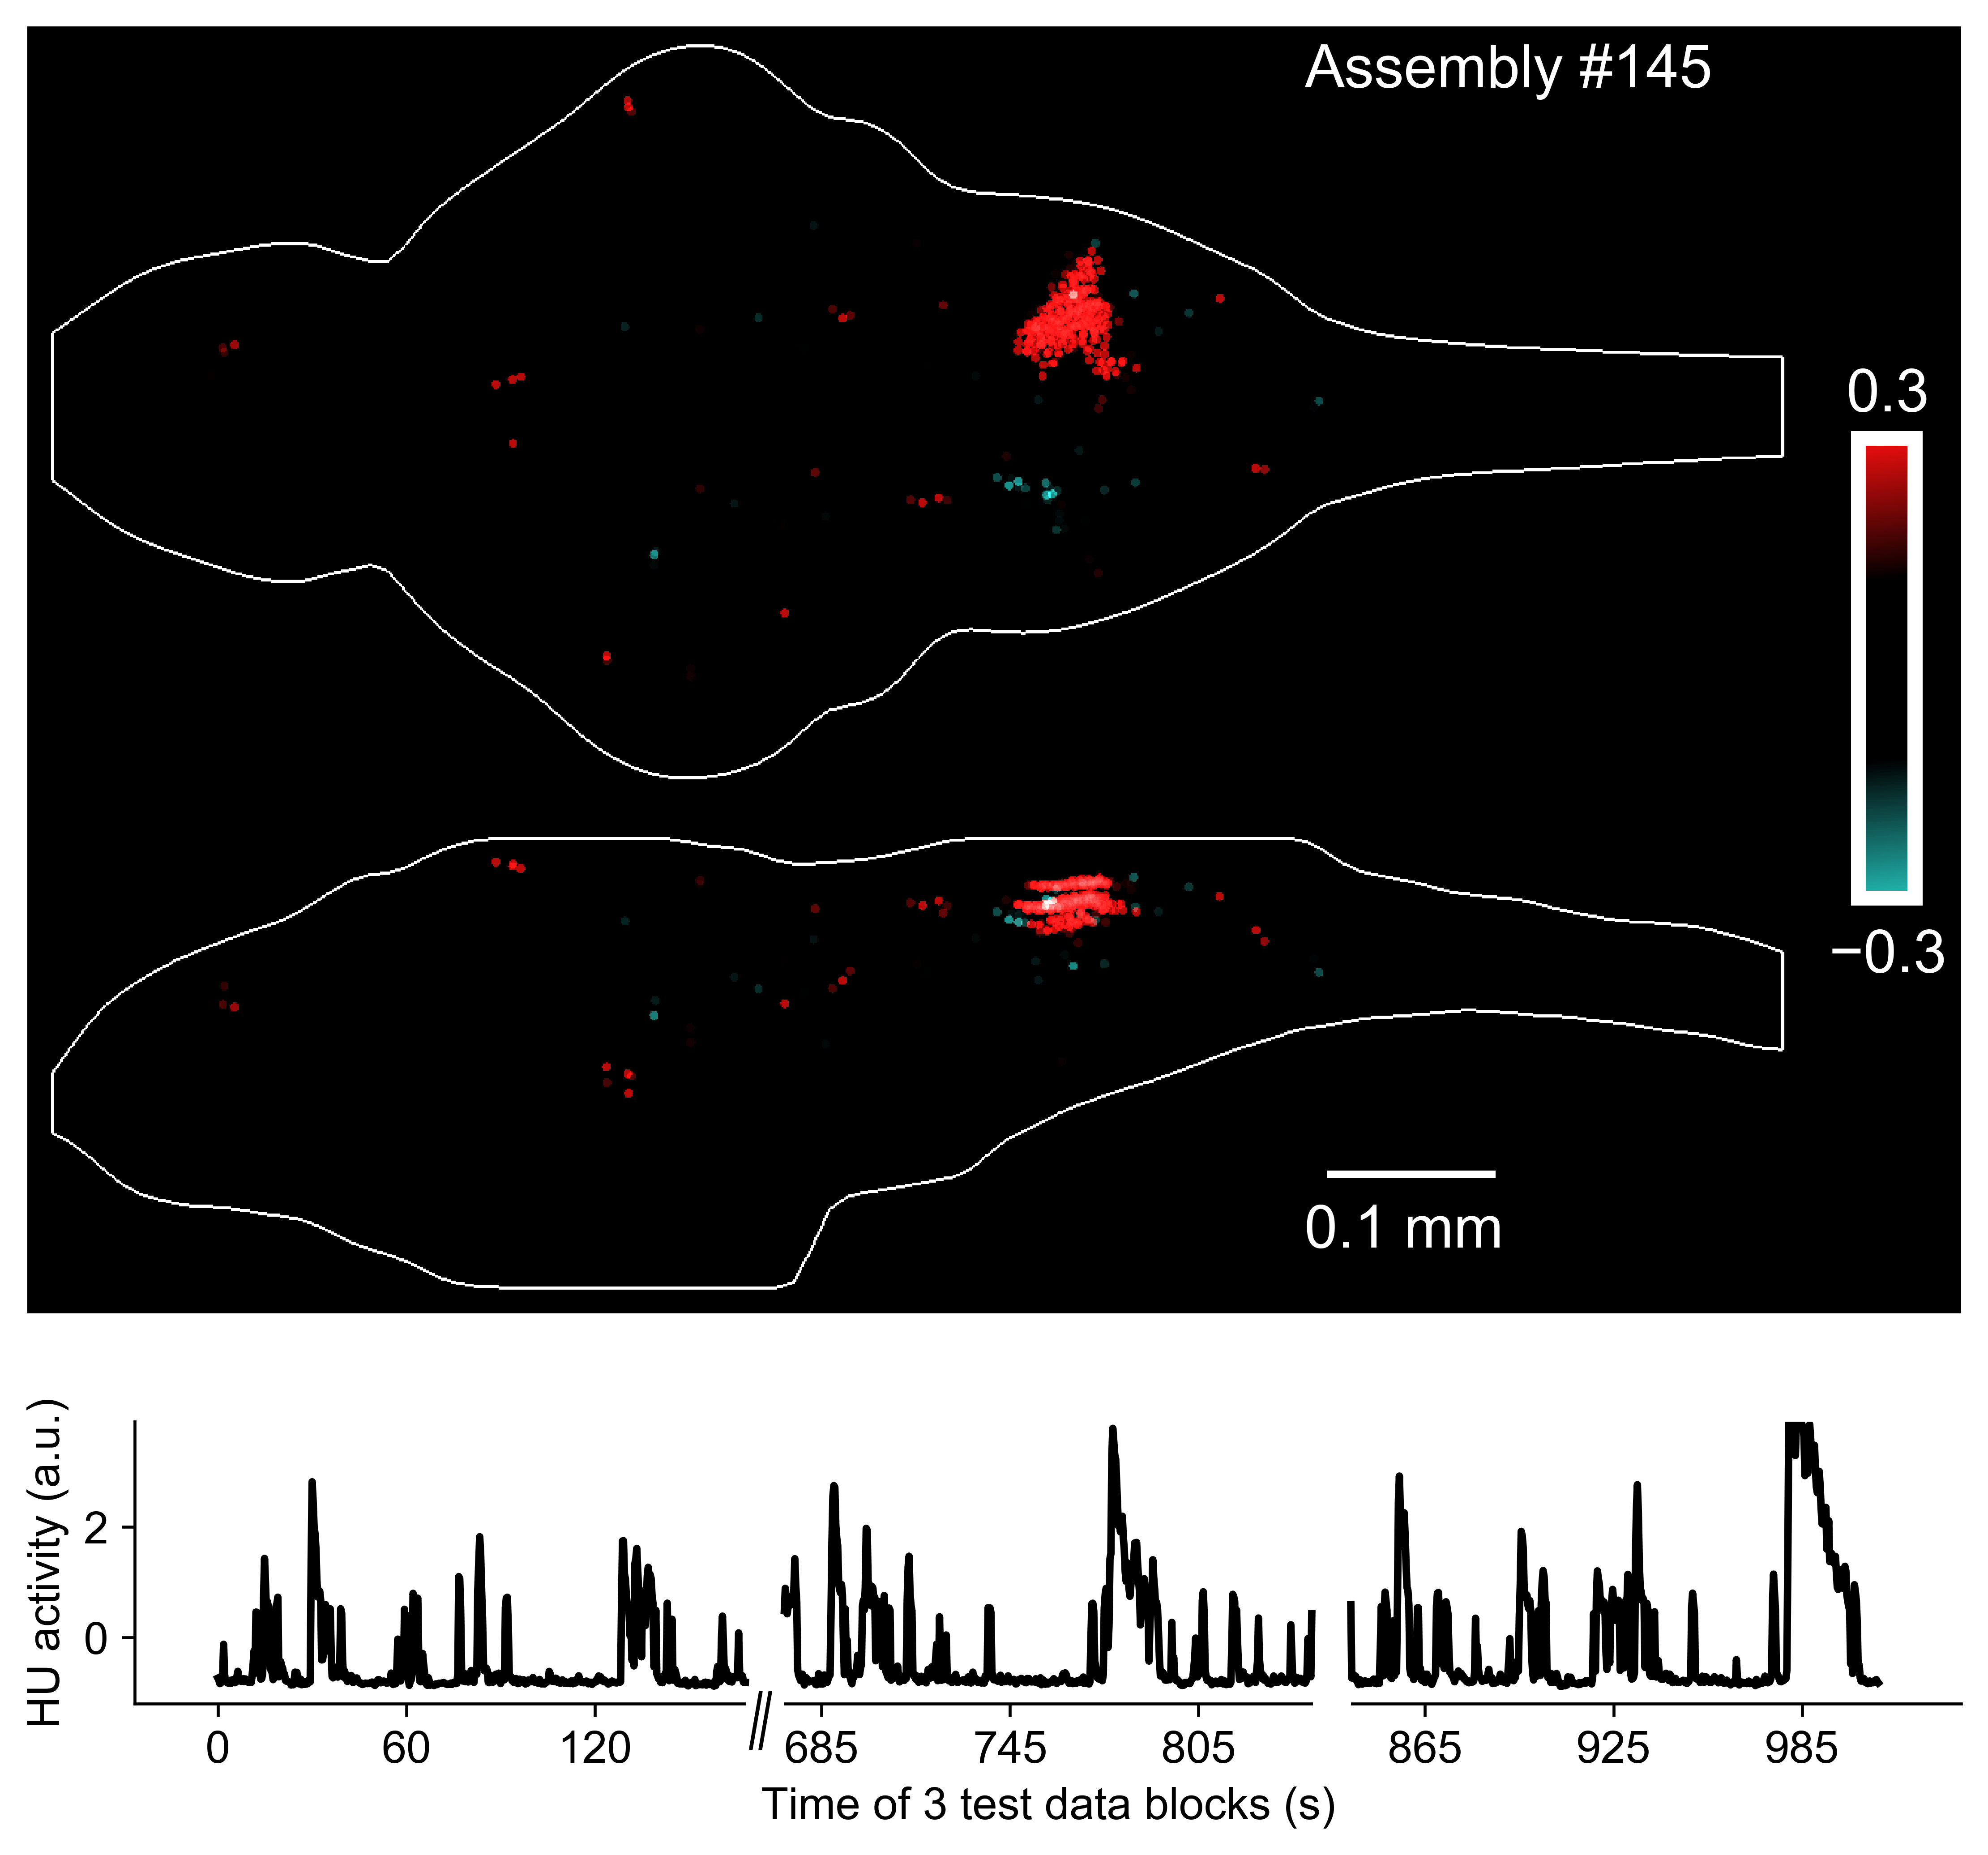 Assembly #145
0.3
−0.3
0.1 mm
HU activity (a.u.)
2
0
0 60 120 685 745 805 865 925 985
Time of 3 test data blocks (s)